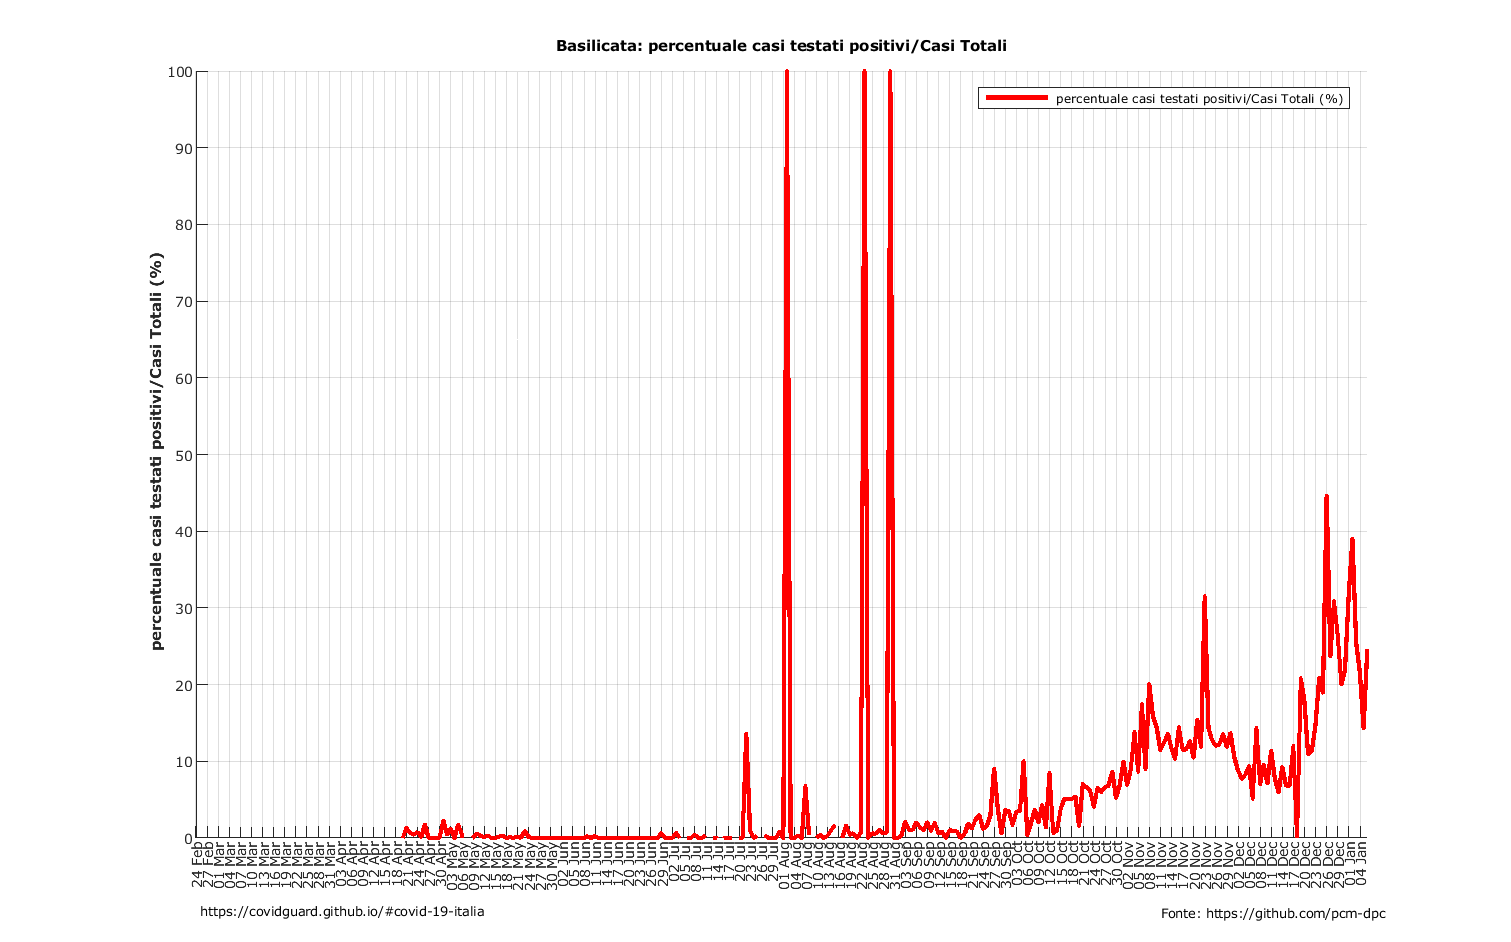 Basilicata: percentuale casi testati positivi/Casi Totali
percentuale casi testati positivi/Casi Totali (%)
percentuale casi testati positivi/Casi Totali (%)
100
90
80
70
60
50
40
30
20
10
0
24 Feb
27 Feb
01 Mar
04 Mar
07 Mar
10 Mar
13 Mar
16 Mar
19 Mar
22 Mar
25 Mar
28 Mar
31 Mar
03 Apr
06 Apr
09 Apr
12 Apr
15 Apr
18 Apr
21 Apr
24 Apr
27 Apr
30 Apr
03 May
06 May
09 May
12 May
15 May
18 May
21 May
24 May
27 May
30 May
02 Jun
05 Jun
08 Jun
11 Jun
14 Jun
17 Jun
20 Jun
23 Jun
26 Jun
29 Jun
02 Jul
05 Jul
08 Jul
11 Jul
14 Jul
17 Jul
20 Jul
23 Jul
26 Jul
29 Jul
01 Aug
04 Aug
07 Aug
10 Aug
13 Aug
16 Aug
19 Aug
22 Aug
25 Aug
28 Aug
31 Aug
03 Sep
06 Sep
09 Sep
12 Sep
15 Sep
18 Sep
21 Sep
24 Sep
27 Sep
30 Sep
03 Oct
06 Oct
09 Oct
12 Oct
15 Oct
18 Oct
21 Oct
24 Oct
27 Oct
30 Oct
02 Nov
05 Nov
08 Nov
11 Nov
14 Nov
17 Nov
20 Nov
23 Nov
26 Nov
29 Nov
02 Dec
05 Dec
08 Dec
11 Dec
14 Dec
17 Dec
20 Dec
23 Dec
26 Dec
29 Dec
01 Jan
04 Jan
https://covidguard.github.io/#covid-19-italia
Fonte: https://github.com/pcm-dpc